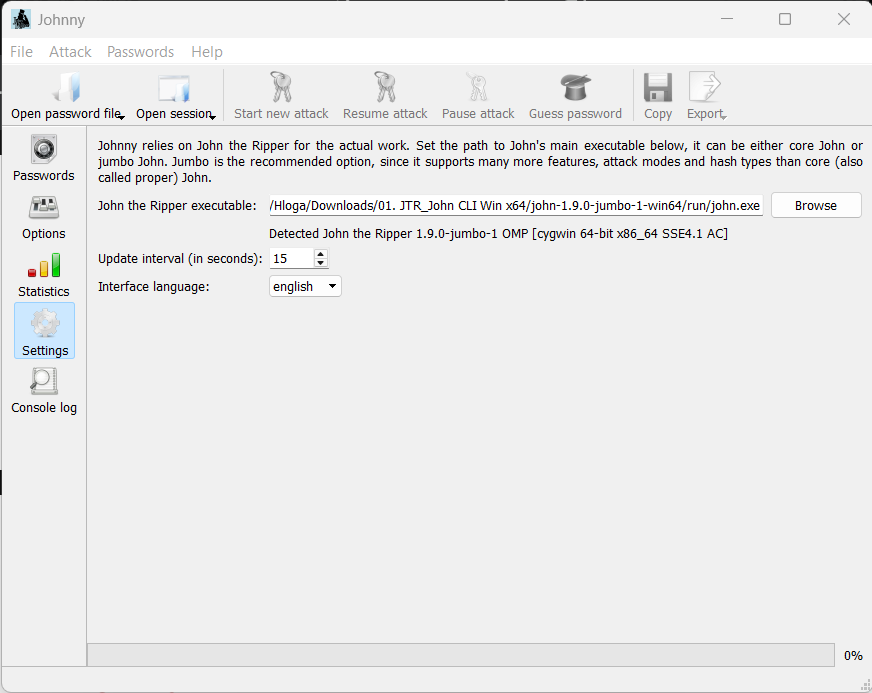 Johnny
File Attack Passwords Help
Open password file Open session Start new attack Resume attack Pause attack Guess password Copy Export
Passwords
Options
Statistics
Settings
Console log
Johnny relies on John the Ripper for the actual work. Set the path to John's main executable below, it can be either core John or
jumbo John. Jumbo is the recommended option, since it supports many more features, attack modes and hash types than core (also
called proper) John.
John the Ripper executable: /Hloga/Downloads/01. JTR_John CLI Win x64/john-1.9.0-jumbo-1-win64/run/john.exe Browse
Detected John the Ripper 1.9.0-jumbo-1 OMP [cygwin 64-bit x86_64 SSE4.1 AC]
Update interval (in seconds): 15
Interface language: english
0%